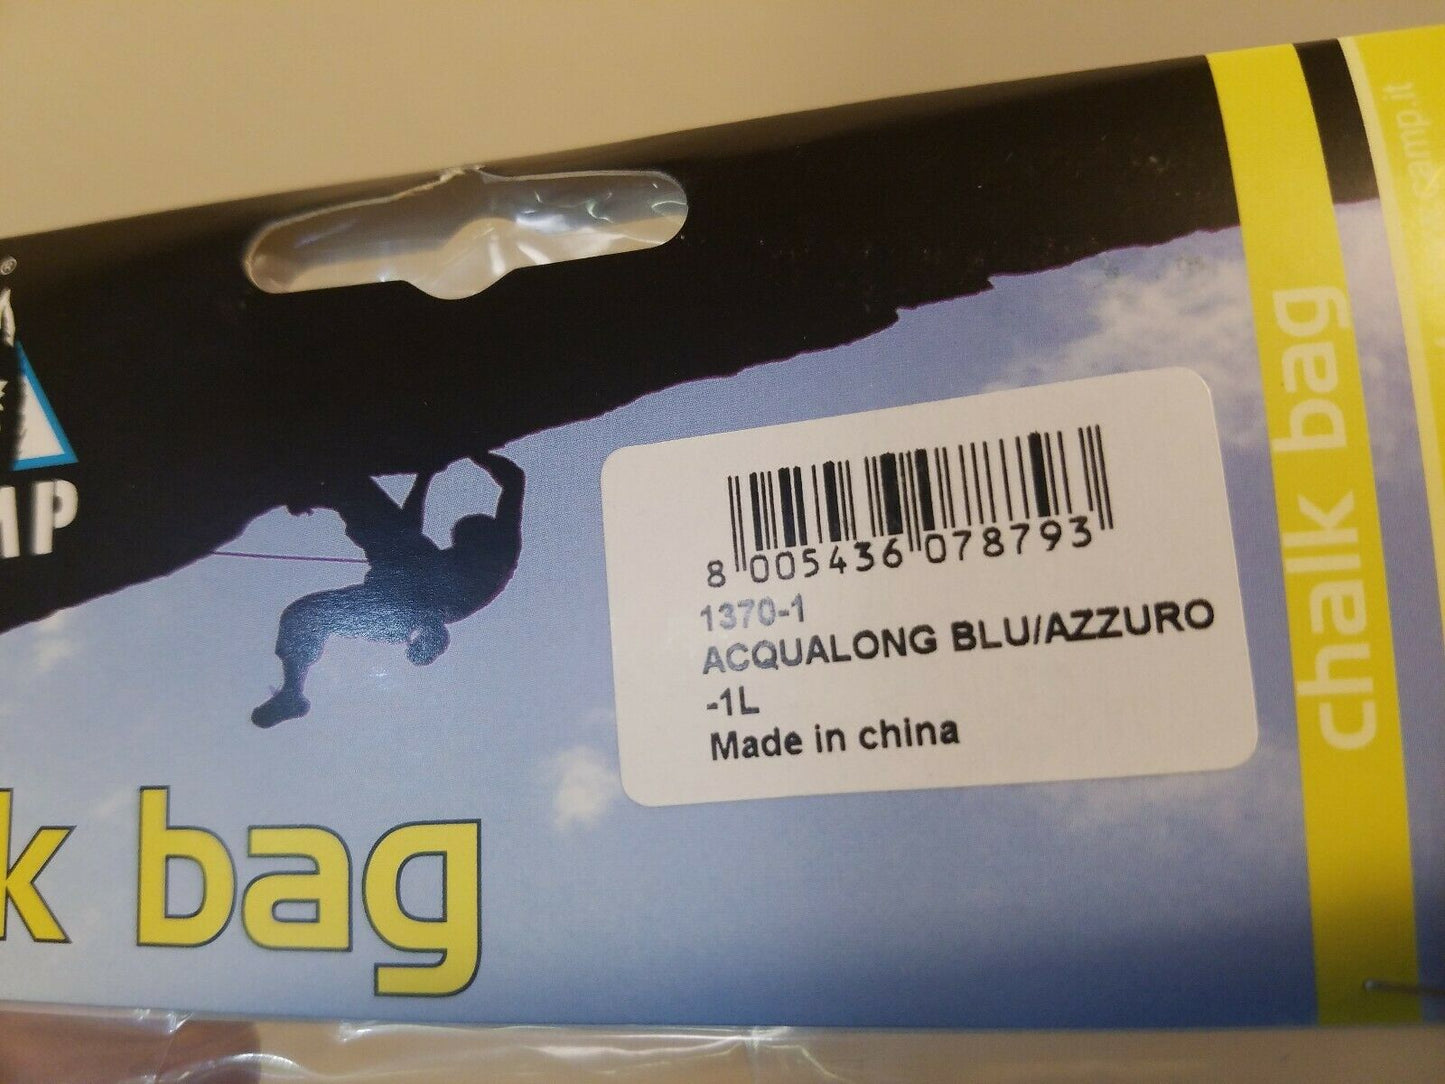 ®
MP
k bag
8 005436 078793
1370-1
ACQUALONG BLU/AZZURO
-1L
Made in china
chalk bag
camp.it